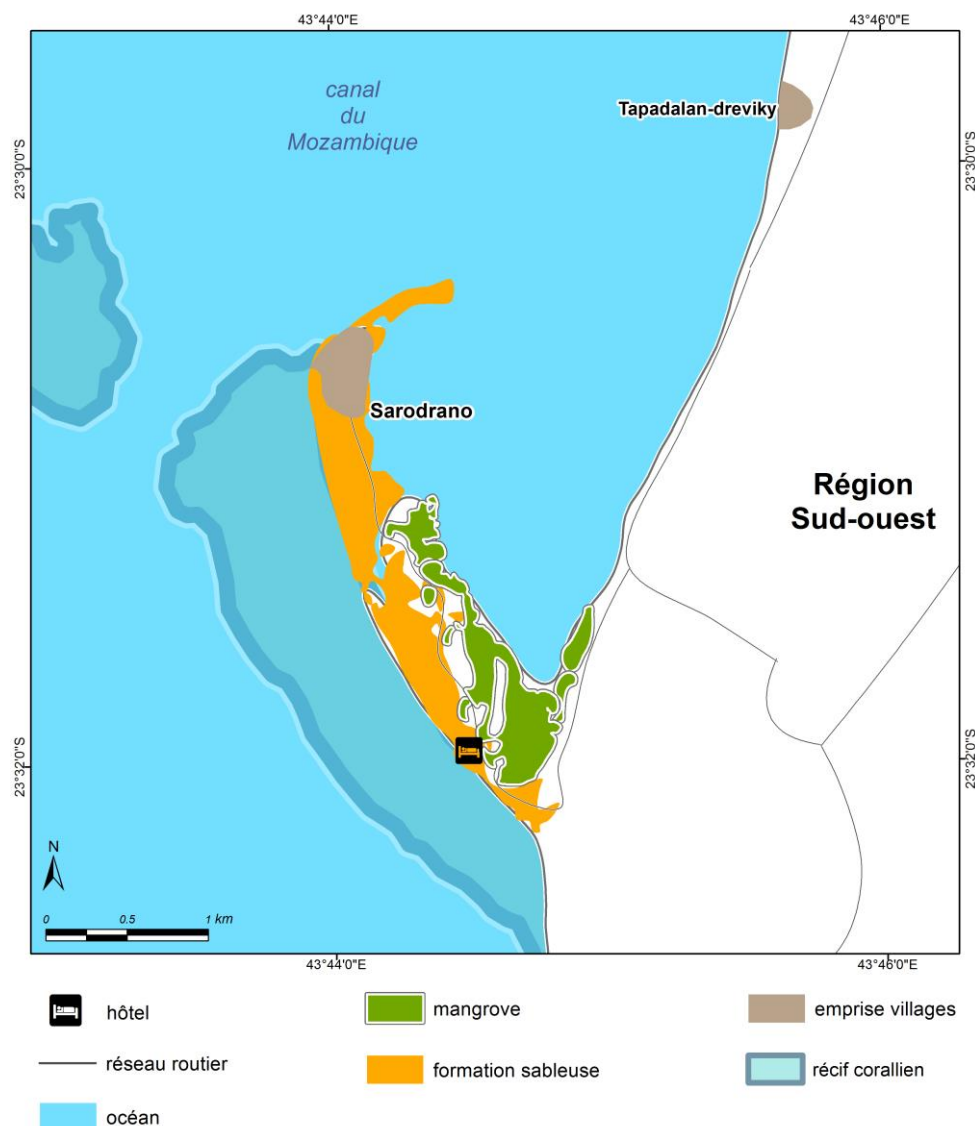 43°44'0"E
43°46'0"E
canal
du
Mozambique
Tapadalan-dreviky
23°30'0"S
23°30'0"S
Sarodrano
Région
Sud-ouest
23°32'0"S
23°32'0"S
N
0 0.5 1 km
43°44'0"E
43°46'0"E
hôtel
mangrove
emprise villages
réseau routier
formation sableuse
récif corallien
océan